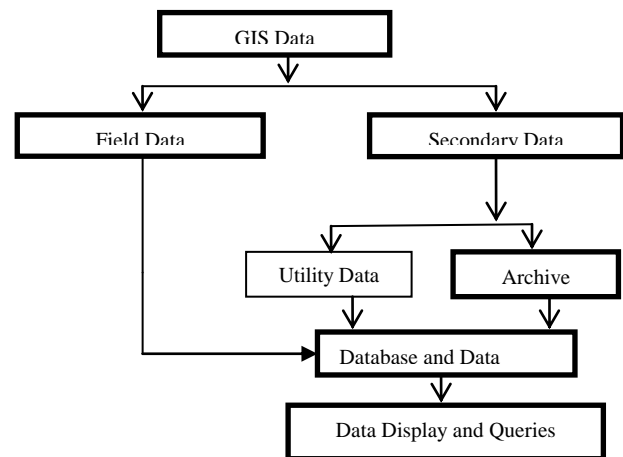 GIS Data
Field Data
Secondary Data
Utility Data
Archive
Database and Data
Data Display and Queries